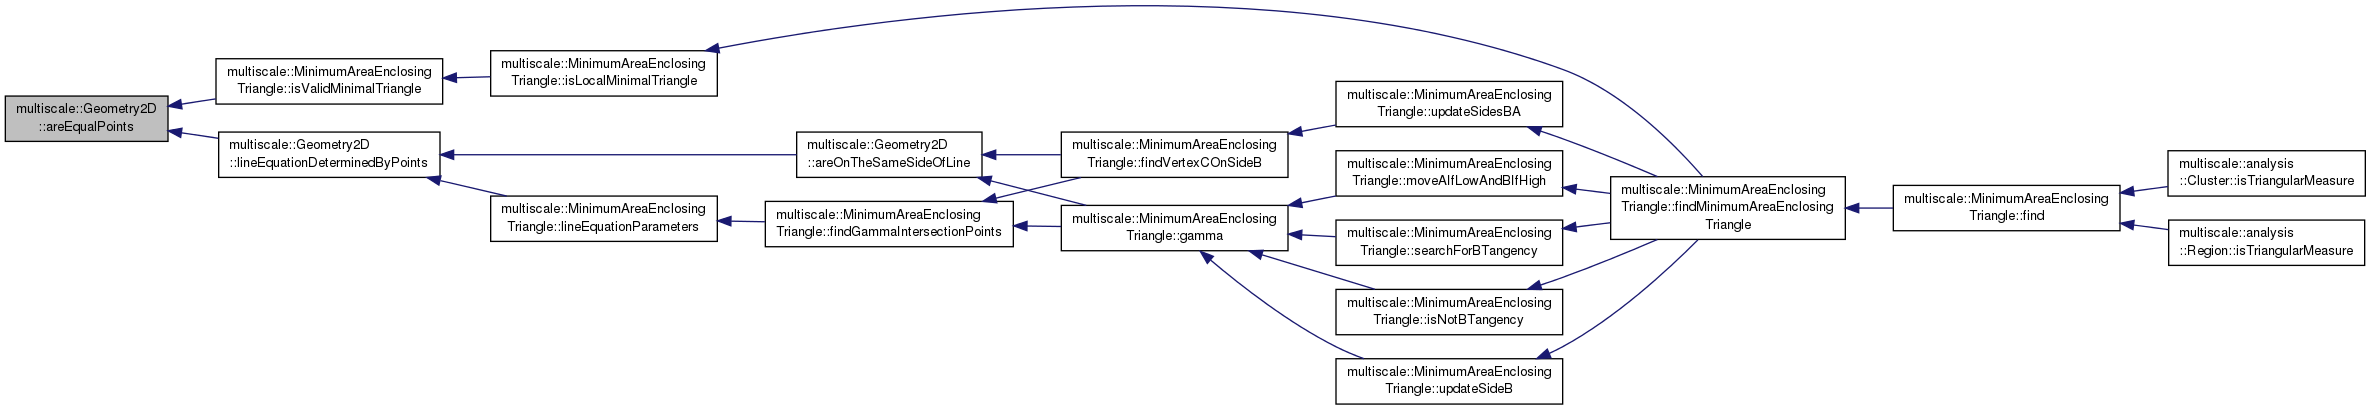 multiscale::Geometry2D
::areEqualPoints
multiscale::MinimumAreaEnclosing
Triangle::isValidMinimalTriangle
multiscale::MinimumAreaEnclosing
Triangle::isLocalMinimalTriangle
multiscale::Geometry2D
::lineEquationDeterminedByPoints
multiscale::MinimumAreaEnclosing
Triangle::lineEquationParameters
multiscale::Geometry2D
::areOnTheSameSideOfLine
multiscale::MinimumAreaEnclosing
Triangle::findGammaIntersectionPoints
multiscale::MinimumAreaEnclosing
Triangle::findVertexCOnSideB
multiscale::MinimumAreaEnclosing
Triangle::gamma
multiscale::MinimumAreaEnclosing
Triangle::updateSidesBA
multiscale::MinimumAreaEnclosing
Triangle::moveAIfLowAndBIfHigh
multiscale::MinimumAreaEnclosing
Triangle::searchForBTangency
multiscale::MinimumAreaEnclosing
Triangle::isNotBTangency
multiscale::MinimumAreaEnclosing
Triangle::updateSideB
multiscale::MinimumAreaEnclosing
Triangle::findMinimumAreaEnclosing
Triangle
multiscale::MinimumAreaEnclosing
Triangle::find
multiscale::analysis
::Cluster::isTriangularMeasure
multiscale::analysis
::Region::isTriangularMeasure